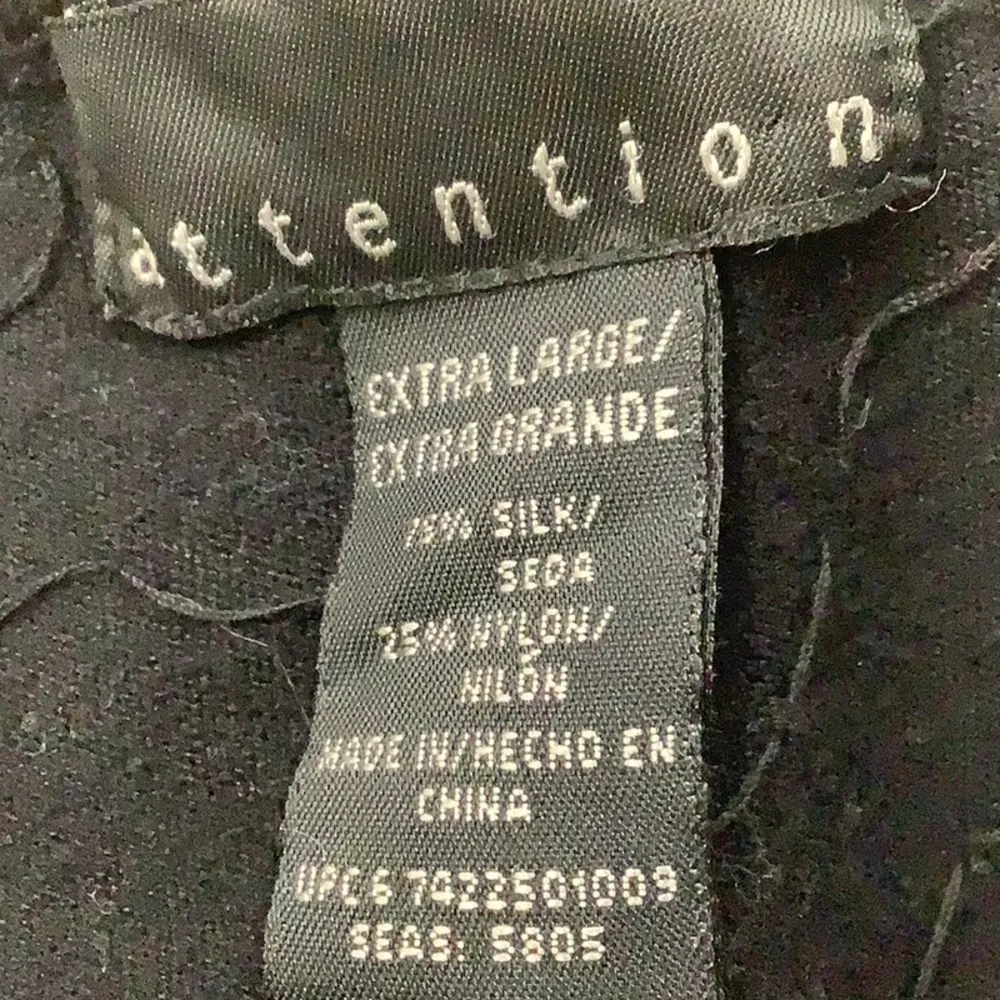 attention
EXTRA LARGE/
EXTRA GRANDE
75% SILK/
SEDA
25% NYLON/
NILÓN
MADE IN/HECHO EN
CHINA
UPC6 7422501009
SEAS: S805